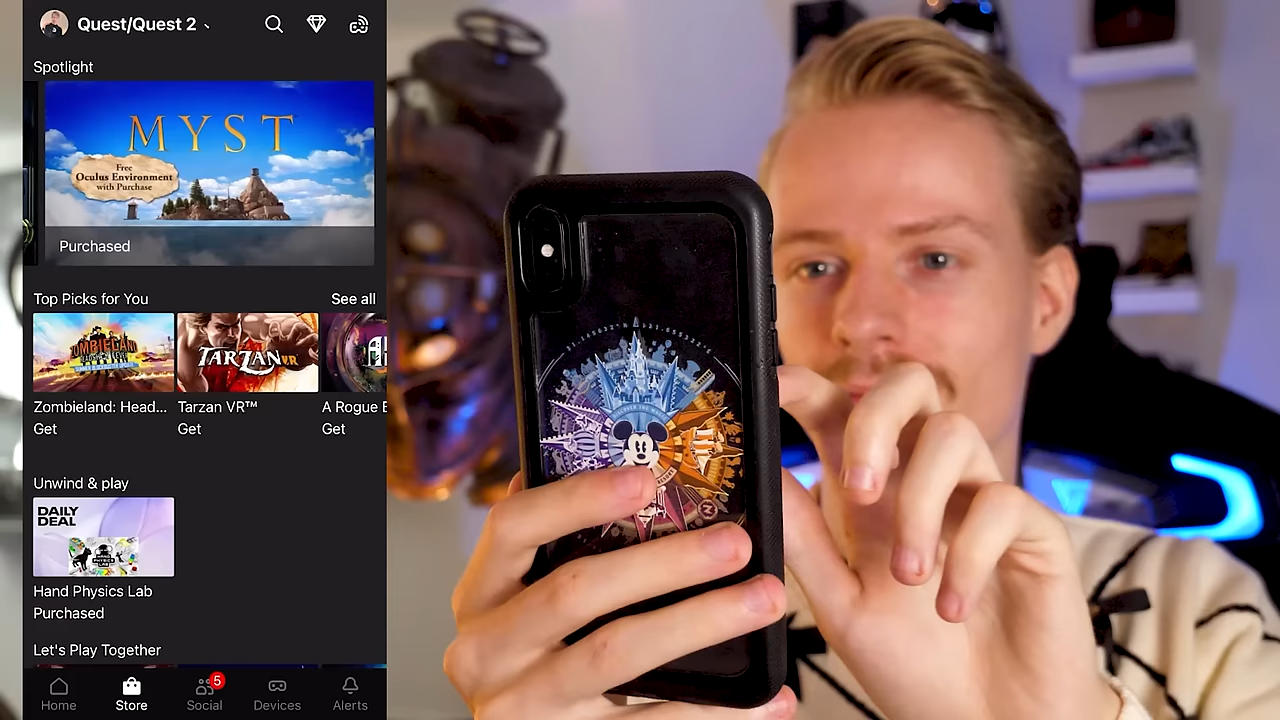 Quest/Quest 2
Spotlight
MYST
Free
Oculus Environment
with Purchase
Purchased
Top Picks for You
See all
ZOMBIELAND
TARZAN VR
Zombieland: Head...
Tarzan VR™
A Rogue E
Get
Get
Get
Unwind & play
DAILY
DEAL
Hand Physics Lab
Purchased
Let's Play Together
5
Home
Store
Social
Devices
Alerts